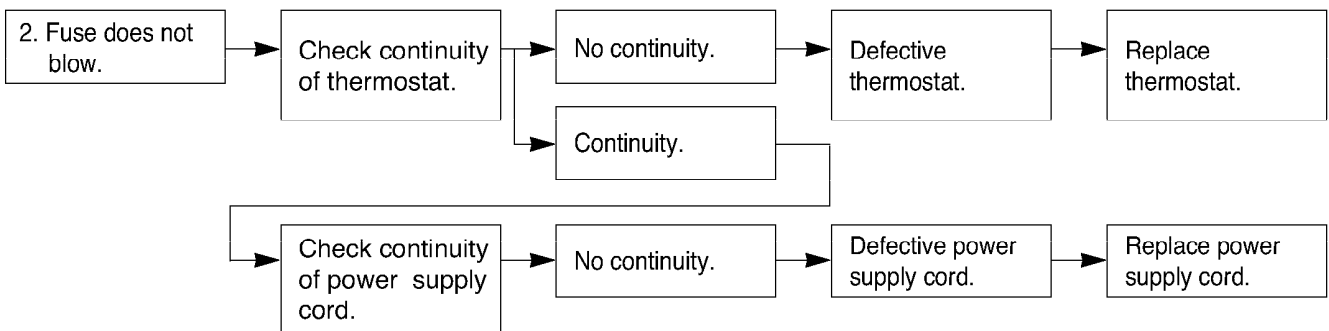 2. Fuse does not
blow.
Check continuity
of thermostat.
No continuity.
Defective
thermostat.
Replace
thermostat.
Continuity.
Check continuity
of power supply
cord.
No continuity.
Defective power
supply cord.
Replace power
supply cord.